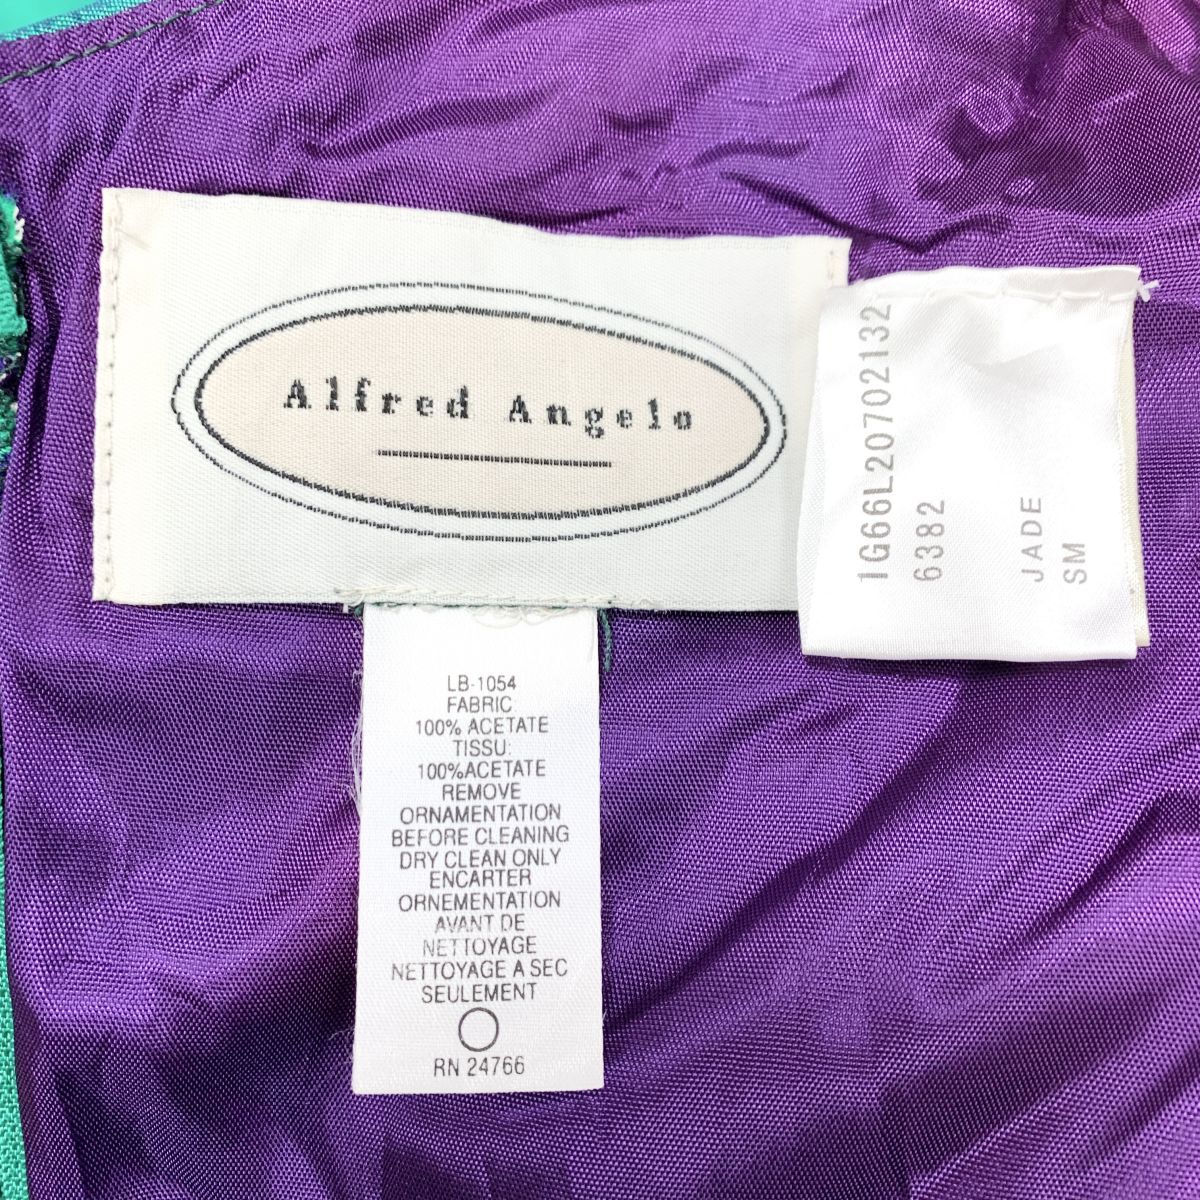 Alfred Angelo
1G66L20702132
6382
JADE
SM
LB-1054
FABRIC
100% ACETATE
TISSU:
100%ACETATE
REMOVE
ORNAMENTATION
BEFORE CLEANING
DRY CLEAN ONLY
ENCARTER
ORNEMENTATION
AVANT DE
NETTOYAGE
NETTOYAGE A SEC
SEULEMENT
RN 24766